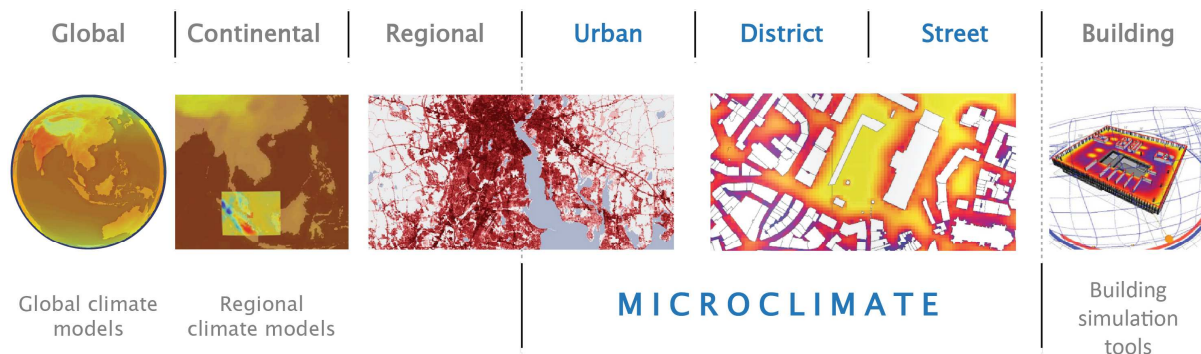 Global
Continental
Regional
Urban
District
Street
Building
Global climate
models
Regional
climate models
MICROCLIMATE
Building
simulation
tools